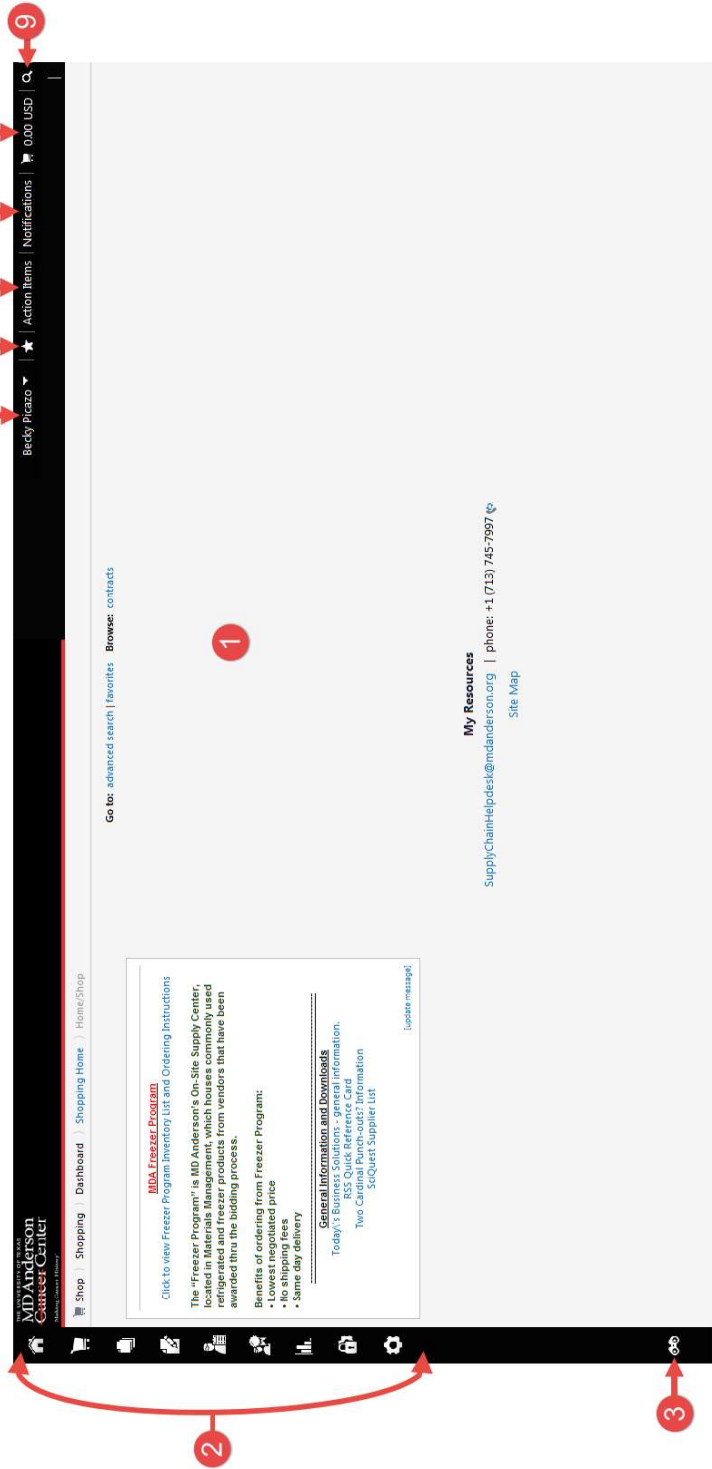 THE UNIVERSITY OF TEXAS
MD Anderson
Cancer Center
Making Cancer History®
Becky Picazo
Action Items
Notifications
0.00 USD
9
Shop
Shopping
Dashboard
Shopping Home
Home/Shop
Go to: advanced search | favorites Browse: contracts
MDA Freezer Program
Click to view Freezer Program Inventory List and Ordering Instructions
The "Freezer Program" is MD Anderson's On-Site Supply Center,
located in Materials Management, which houses commonly used
refrigerated and freezer products from vendors that have been
awarded thru the bidding process.
Benefits of ordering from Freezer Program:
• Lowest negotiated price
• No shipping fees
• Same day delivery
General Information and Downloads
Today\'s Business Solutions - general information.
RSS Quick Reference Card
Two Cardinal Punch-outs? Information
SciQuest Supplier List
[update message]
1
2
My Resources
SupplyChainHelpdesk@mdanderson.org | phone: +1 (713) 745-7997
Site Map
3